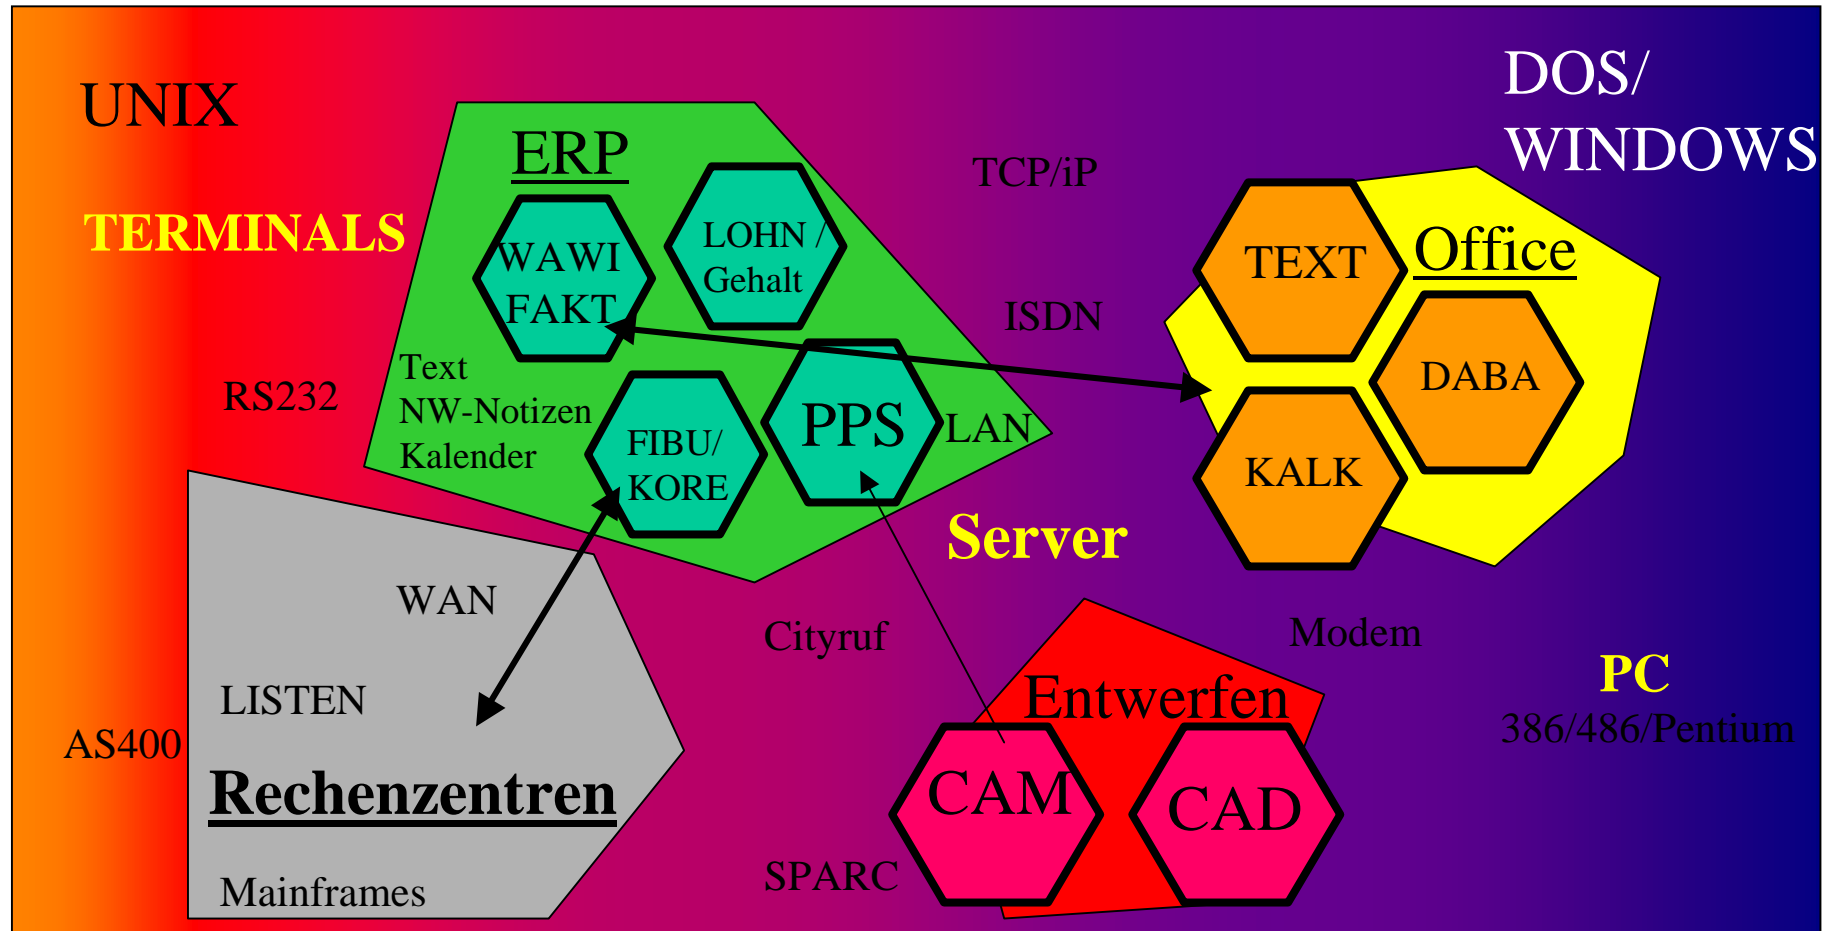 UNIX
DOS/
WINDOWS
ERP
TCP/iP
TERMINALS
WAWI
FAKT
LOHN /
Gehalt
TEXT
Office
ISDN
RS232
Text
NW-Notizen
Kalender
FIBU/
KORE
PPS
LAN
DABA
KALK
Server
WAN
Cityruf
Modem
LISTEN
AS400
Rechenzentren
Mainframes
Entwerfen
CAM
CAD
SPARC
PC
386/486/Pentium